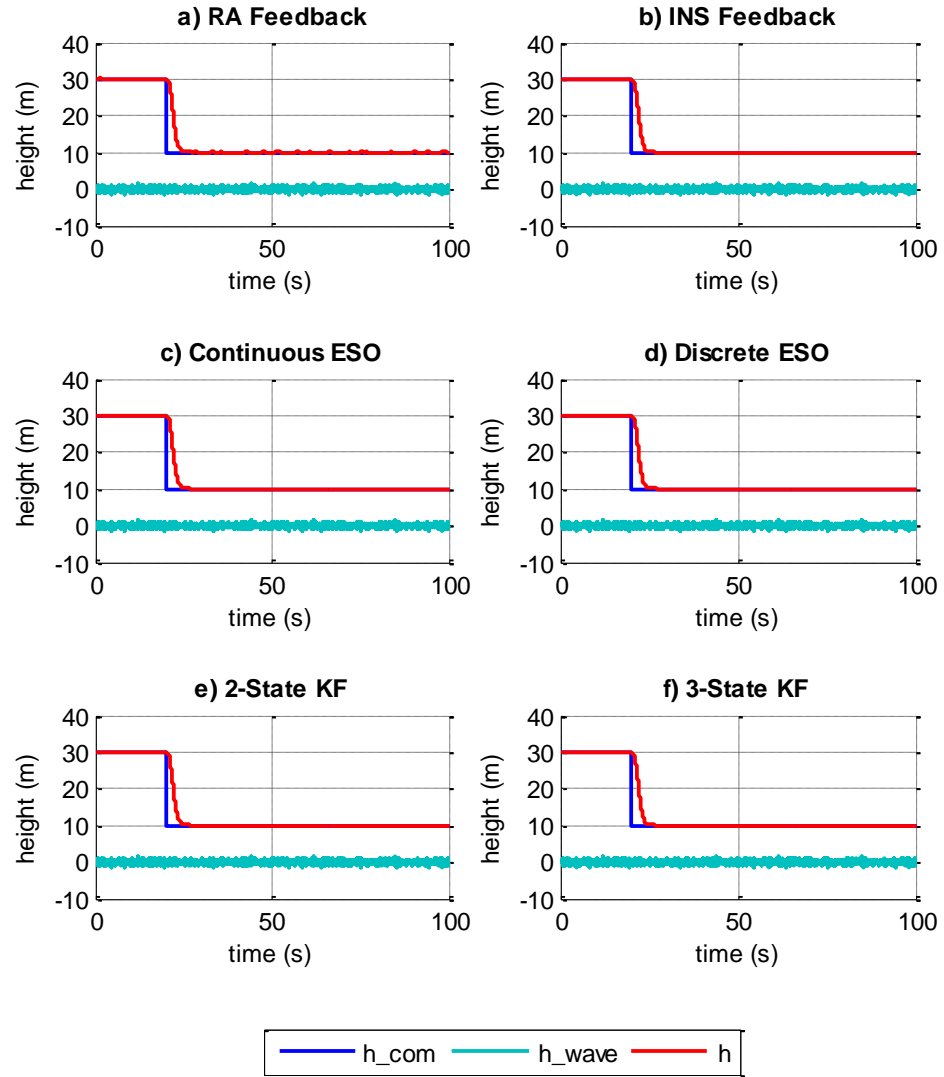 a) RA Feedback
b) INS Feedback
height (m)
40
30
20
10
0
-10
0
50
100
time (s)
height (m)
40
30
20
10
0
-10
0
50
100
time (s)
c) Continuous ESO
d) Discrete ESO
height (m)
40
30
20
10
0
-10
0
50
100
time (s)
height (m)
40
30
20
10
0
-10
0
50
100
time (s)
e) 2-State KF
f) 3-State KF
height (m)
40
30
20
10
0
-10
0
50
100
time (s)
height (m)
40
30
20
10
0
-10
0
50
100
time (s)
h_com
h_wave
h